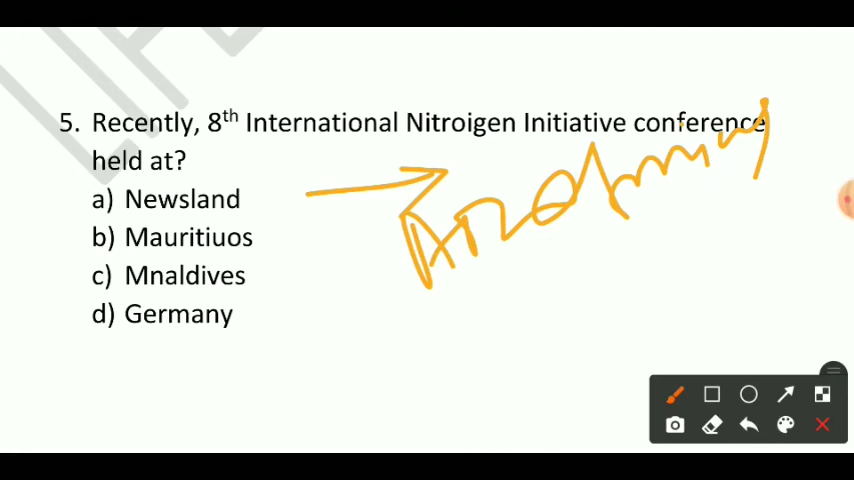 5. Recently, 8th International Nitroigen Initiative conference
held at?
a) Newsland
b) Mauritiuos
c) Mnaldives
d) Germany